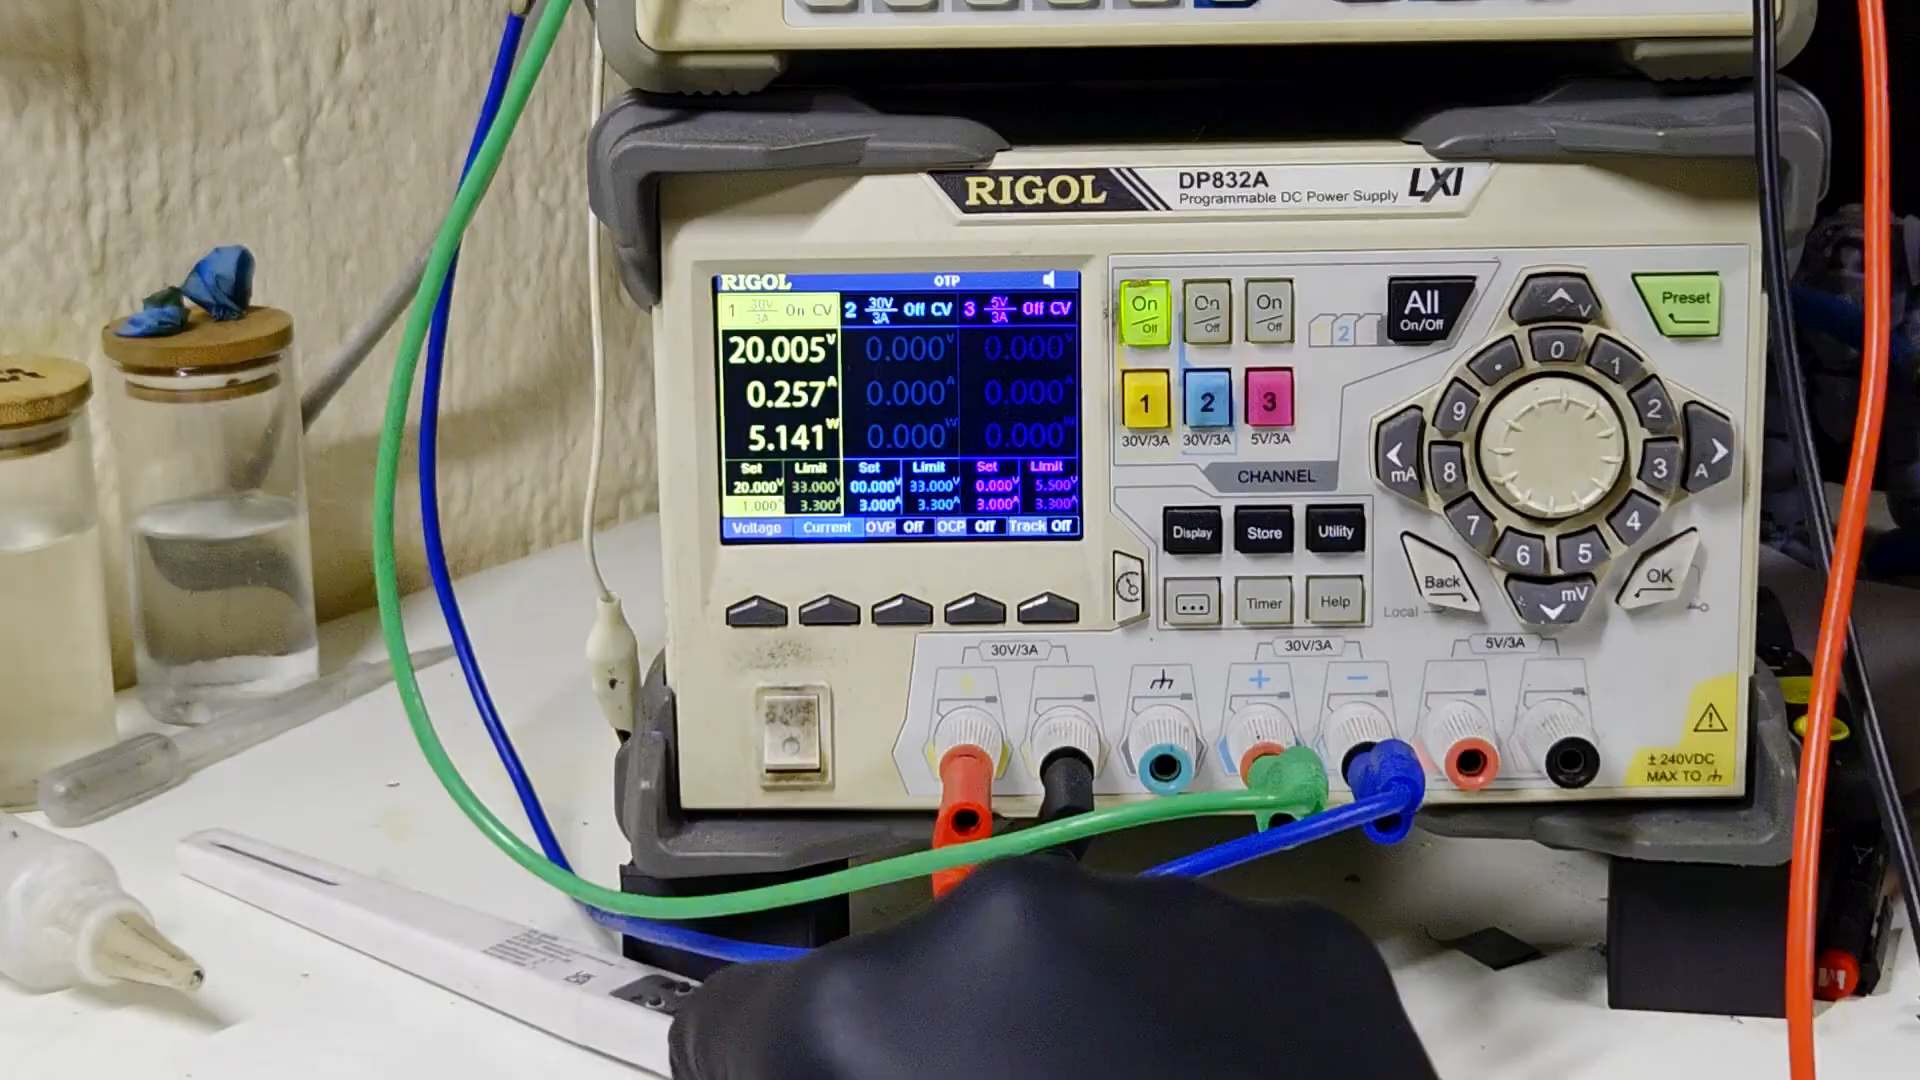 RIGOL
DP832A
Programmable DC Power Supply
LXI
RIGOL OTP
1 30V/3A On CV 2 30V/3A Off CV 3 5V/3A Off CV
20.005V 0.000V 0.000V
0.257A 0.000A 0.000A
5.141W 0.000W 0.000W
Set Limit Set Limit Set Limit
20.000V 33.000V 00.000V 33.000V 0.000V 5.500V
1.000A 3.300A 3.000A 3.300A 3.000A 3.300A
Voltage Current OVP Off OCP Off Track Off
On/Off On/Off On/Off
All On/Off
2
1 2 3
30V/3A 30V/3A 5V/3A
CHANNEL
Display Store Utility
... Timer Help
Preset
V
0 1 2 3 4 5 6 7 8 9 .
mA
A
mV
Back
OK
Local
30V/3A 30V/3A 5V/3A
+ −
± 240VDC
MAX TO